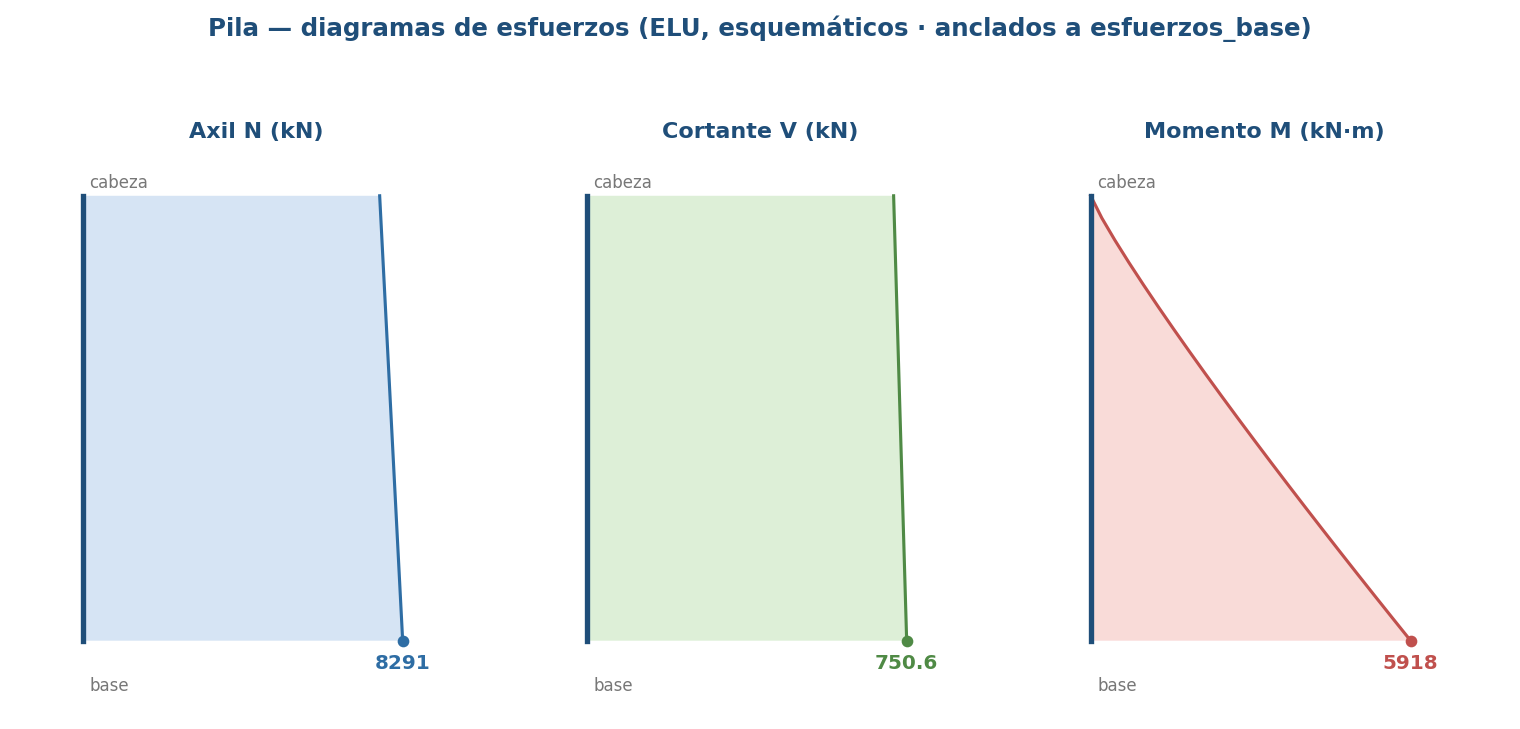 Pila — diagramas de esfuerzos (ELU, esquemáticos · anclados a esfuerzos_base)
Axil N (kN)
cabeza
8291
base
Cortante V (kN)
cabeza
750.6
base
Momento M (kN·m)
cabeza
5918
base